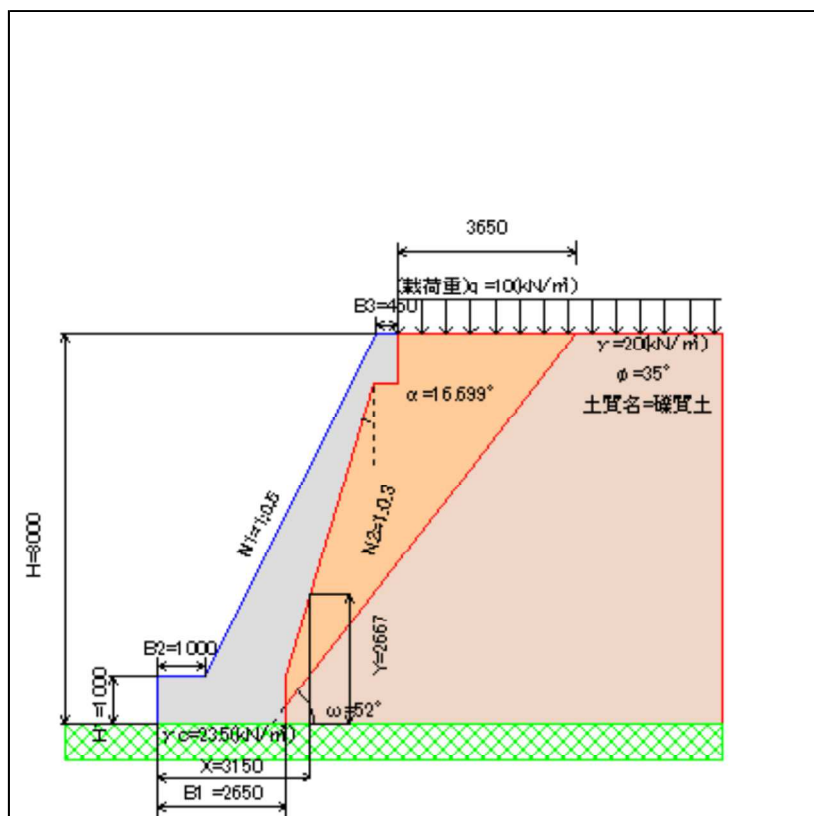 3650
(載荷重)q =10(kN/㎡)
B3=450
γ=20(kN/㎥)
φ=35°
α=16.699°
土質名=礫質土
N1=1:0.5
N2=1:0.3
H=8000
B2=1000
Y=2667
H =1000
ω=52°
γc=23.5(kN/㎥)
X=3150
B1=2650